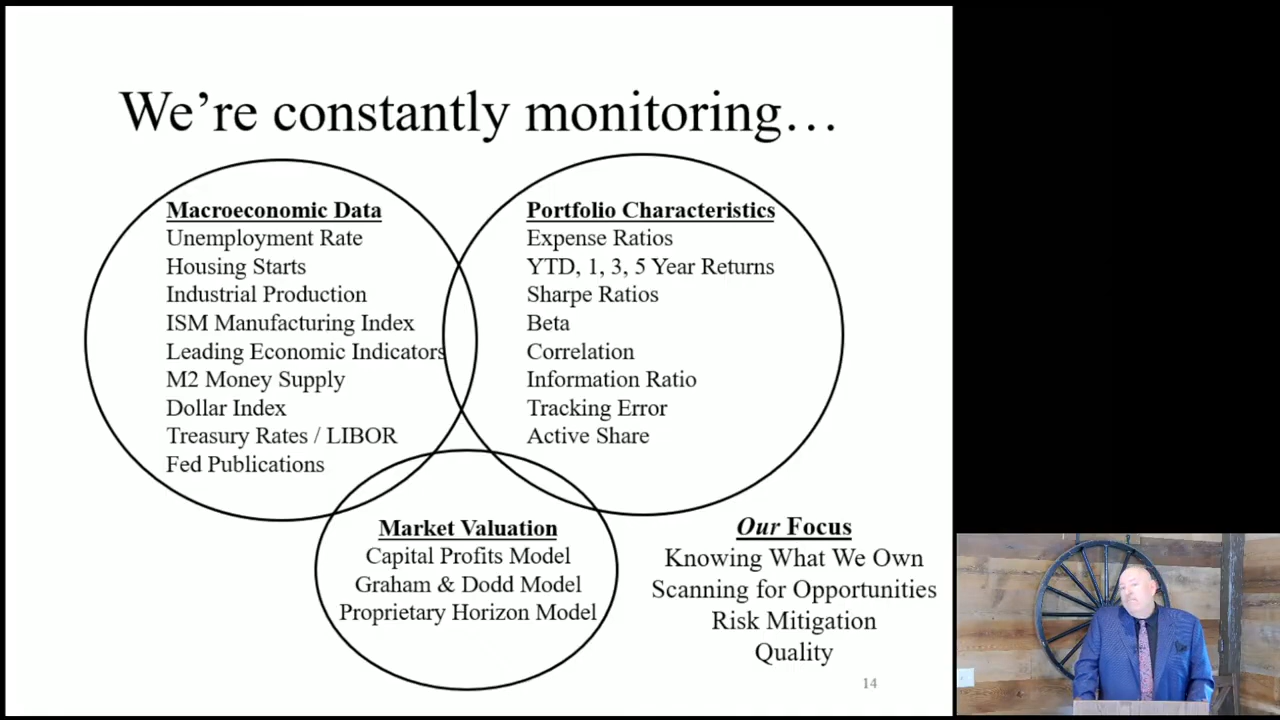 We're constantly monitoring…
Macroeconomic Data
Unemployment Rate
Housing Starts
Industrial Production
ISM Manufacturing Index
Leading Economic Indicators
M2 Money Supply
Dollar Index
Treasury Rates / LIBOR
Fed Publications
Portfolio Characteristics
Expense Ratios
YTD, 1, 3, 5 Year Returns
Sharpe Ratios
Beta
Correlation
Information Ratio
Tracking Error
Active Share
Market Valuation
Capital Profits Model
Graham & Dodd Model
Proprietary Horizon Model
Our Focus
Knowing What We Own
Scanning for Opportunities
Risk Mitigation
Quality
14